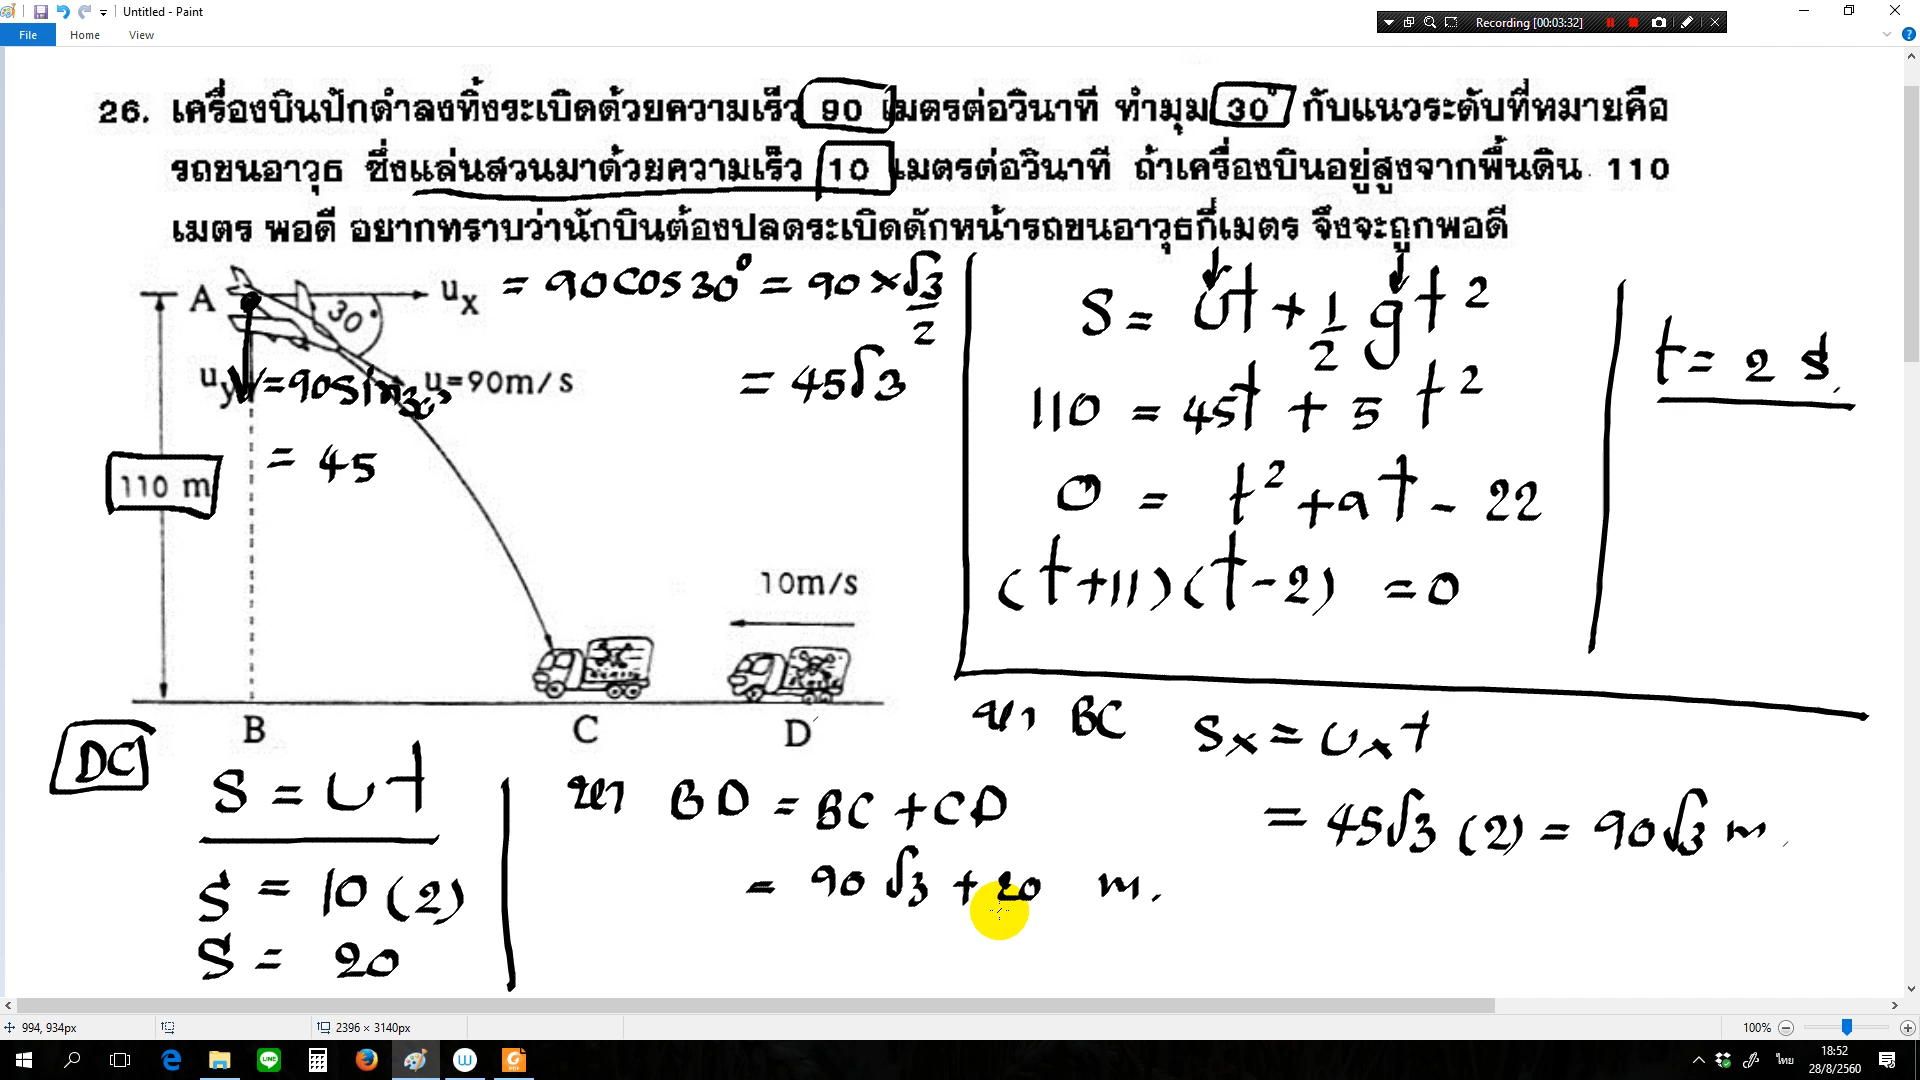 Untitled - Paint
Recording [00:03:32]
File Home View
26. เครื่องบินปักดำลงทิ้งระเบิดด้วยความเร็ว 90 เมตรต่อวินาที ทำมุม 30° กับแนวระดับที่หมายคือ
รถขนอาวุธ ซึ่งแล่นสวนมาด้วยความเร็ว 10 เมตรต่อวินาที ถ้าเครื่องบินอยู่สูงจากพื้นดิน 110
เมตร พอดี อยากทราบว่านักบินต้องปลดระเบิดดักหน้ารถขนอาวุธกี่เมตร จึงจะถูกพอดี
A 30° uₓ = 90 cos 30° = 90 × √3/2
= 45√3
u_y = 90 sin 30° u=90m/s
= 45
110 m
10m/s
B C D
S = ut + 1/2 gt²
110 = 45t + 5 t²
0 = t² + 9t - 22
(t+11)(t-2) = 0
t = 2 s.
หา BC Sx = Uxt
= 45√3 (2) = 90√3 m.
DC
S = ut
S = 10 (2)
S = 20
หา BD = BC + CD
= 90√3 + 20 m.
994, 934px
2396 × 3140px
100%
ไทย
18:52
28/8/2560